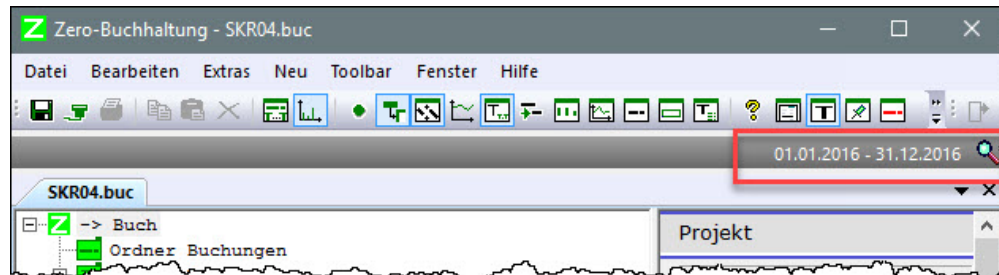 Zero-Buchhaltung - SKR04.buc
Datei Bearbeiten Extras Neu Toolbar Fenster Hilfe
01.01.2016 - 31.12.2016
SKR04.buc
-> Buch
Projekt
Ordner Buchungen